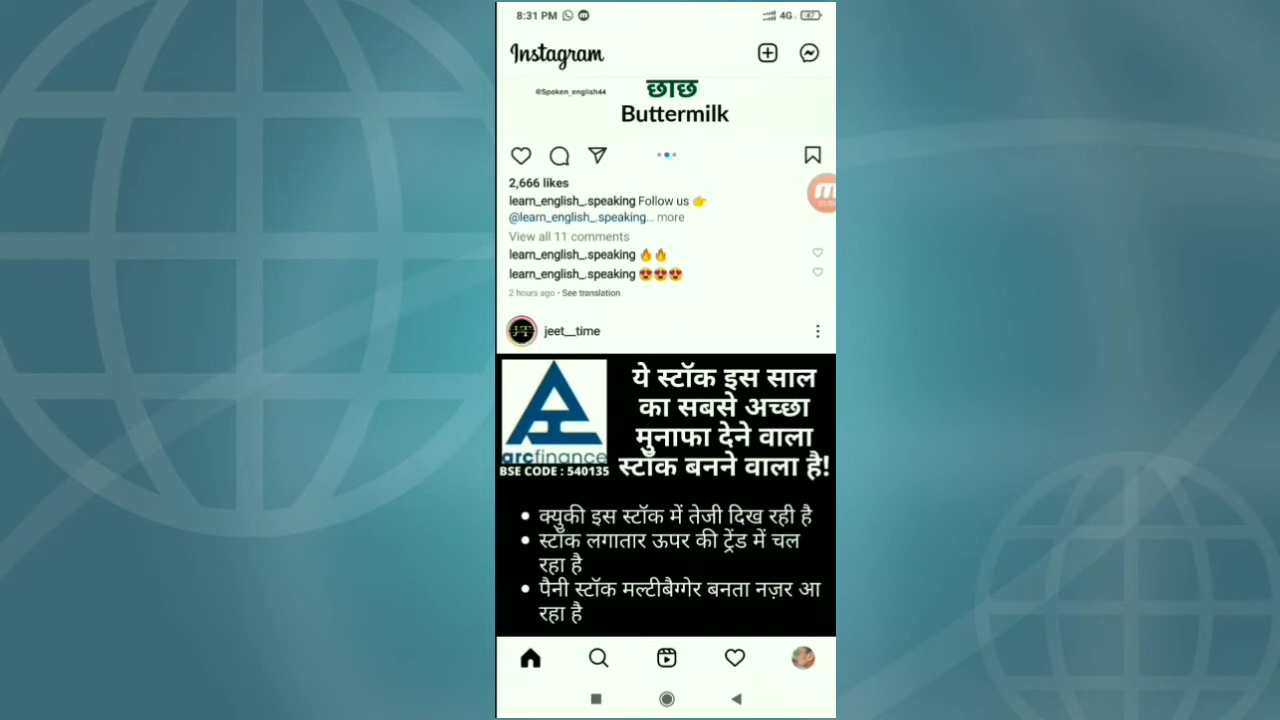 8:31 PM
4G
47
Instagram
@Spoken_english44
छाछ
Buttermilk
2,666 likes
learn_english_.speaking Follow us 👉
@learn_english_.speaking... more
View all 11 comments
learn_english_.speaking 🔥🔥
learn_english_.speaking 😍😍😍
2 hours ago • See translation
jeet__time
arcfinance
BSE CODE : 540135
ये स्टॉक इस साल
का सबसे अच्छा
मुनाफा देने वाला
स्टॉक बनने वाला है!
• क्युकी इस स्टॉक में तेजी दिख रही है
• स्टॉक लगातार ऊपर की ट्रेंड में चल
रहा है
• पैनी स्टॉक मल्टीबैग्गेर बनता नज़र आ
रहा है